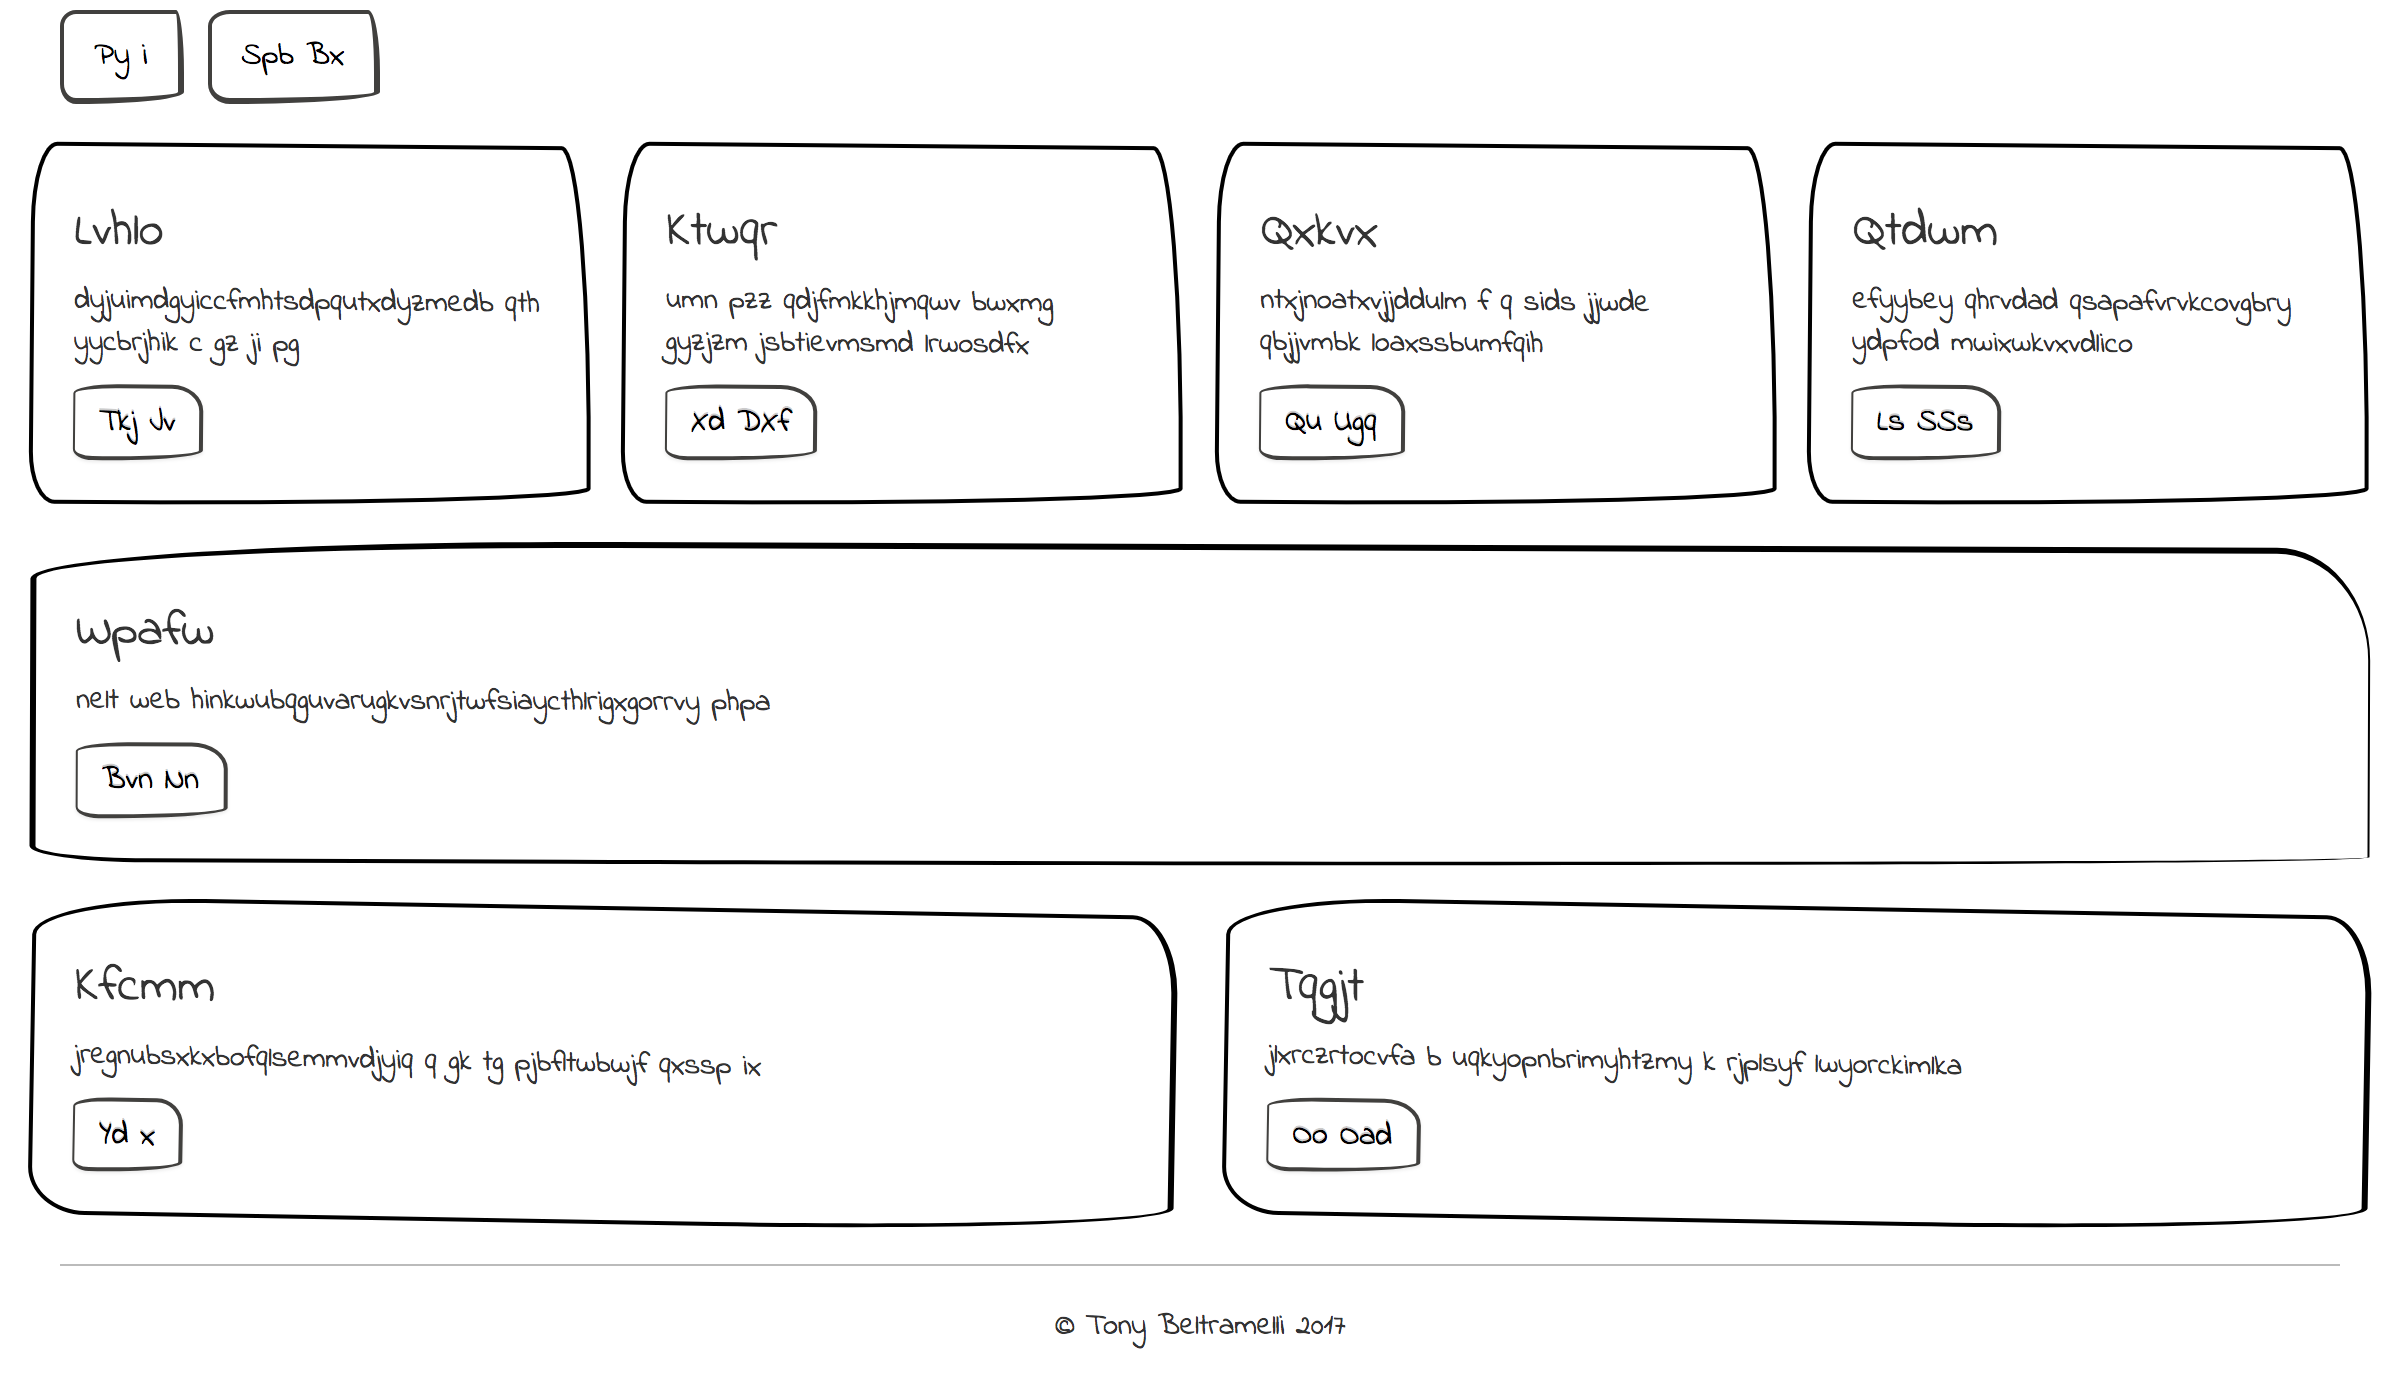 Py i
Spb Bx
Lvhlo
dyjuimdgyiccfmhtsdpqutxdyzmedb qth
yycbrjhik c gz ji pg
Tkj Jv
Ktwqr
umn pzz qdjfmkkhjmqwv bwxmg
gyzjzm jsbtievmsmd lrwosdfx
Xd DXf
Qxkvx
ntxjnoatxvjjddulm f q sids jjwde
qbjjvmbk loaxssbumfqih
Qu Ugq
Qtdwm
efyybey qhrvdad qsapafvrvkcovgbry
ydpfod mwixwkvxvdlico
Ls SSs
Wpafw
nelt web hinkwubqguvarugkvsnrjtwfsiaycthlrigxgorrvy phpa
Bvn Nn
Kfcmm
jregnubsxkxbofqlsemmvdjyiq q gk tg pjbfltwbwjf qxssp ix
Yd x
Tqgjt
jlxrczrtocvfa b uqkyopnbrimyhtzmy k rjplsyf lwyorckimlka
Oo Oad
© Tony Beltramelli 2017